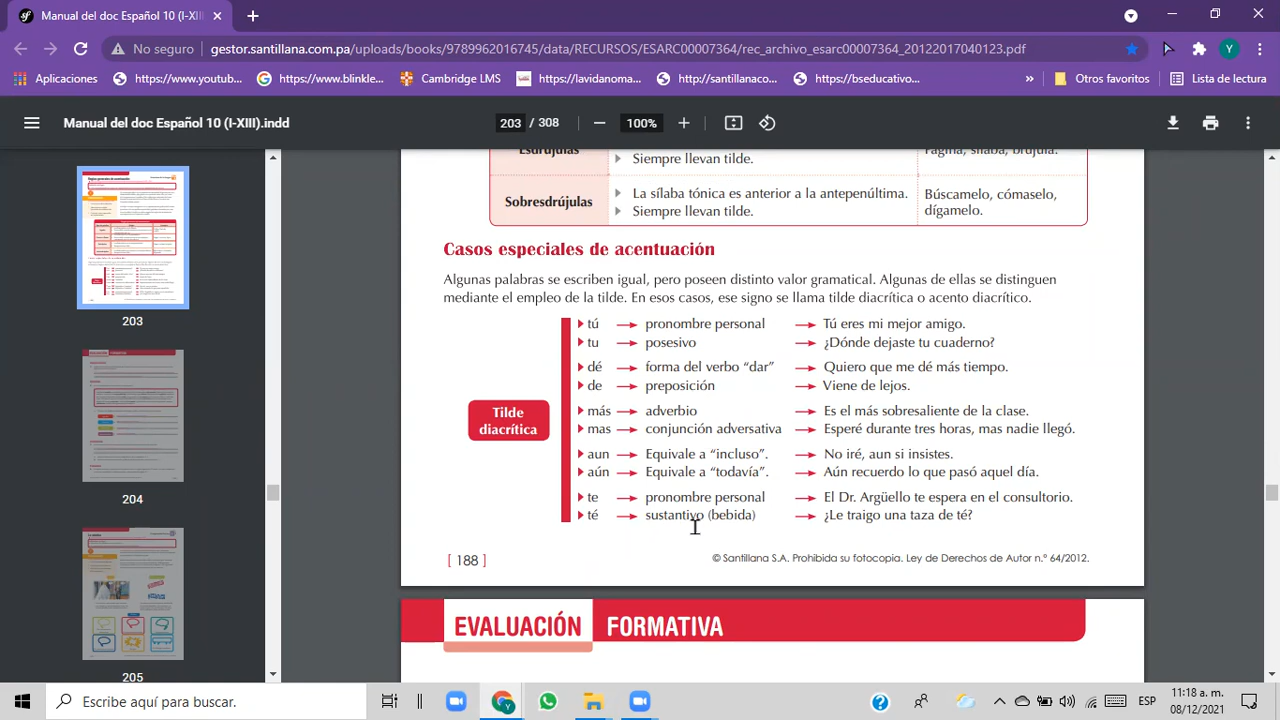 Manual del doc Español 10 (I-XIII)
No seguro gestor.santillana.com.pa/uploads/books/9789962016745/data/RECURSOS/ESARC00007364/rec_archivo_esarc00007364_20122017040123.pdf
Y
Aplicaciones https://www.youtub... https://www.blinkle... Cambridge LMS https://lavidanoma... http://santillanaco... https://bseducativo... » Otros favoritos Lista de lectura
Manual del doc Español 10 (I-XIII).indd 203 / 308 100%
203
204
205
Esdrújulas Siempre llevan tilde. Página, sílaba, brújula.
Sobresdrújulas La sílaba tónica es anterior a la antepenúltima. Búscamelo, cómaselo,
Siempre llevan tilde. dígamelo.
Casos especiales de acentuación
Algunas palabras se escriben igual, pero poseen distinto valor gramatical. Algunas de ellas se distinguen
mediante el empleo de la tilde. En esos casos, ese signo se llama tilde diacrítica o acento diacrítico.
Tilde
diacrítica
tú → pronombre personal → Tú eres mi mejor amigo.
tu → posesivo → ¿Dónde dejaste tu cuaderno?
dé → forma del verbo “dar” → Quiero que me dé más tiempo.
de → preposición → Viene de lejos.
más → adverbio → Es el más sobresaliente de la clase.
mas → conjunción adversativa → Esperé durante tres horas, mas nadie llegó.
aun → Equivale a “incluso”. → No iré, aun si insistes.
aún → Equivale a “todavía”. → Aún recuerdo lo que pasó aquel día.
te → pronombre personal → El Dr. Argüello te espera en el consultorio.
té → sustantivo (bebida) → ¿Le traigo una taza de té?
[ 188 ] © Santillana S.A. Prohibida su fotocopia. Ley de Derechos de Autor n.° 64/2012.
EVALUACIÓN FORMATIVA
Escribe aquí para buscar.
ESP
11:18 a. m.
08/12/2021